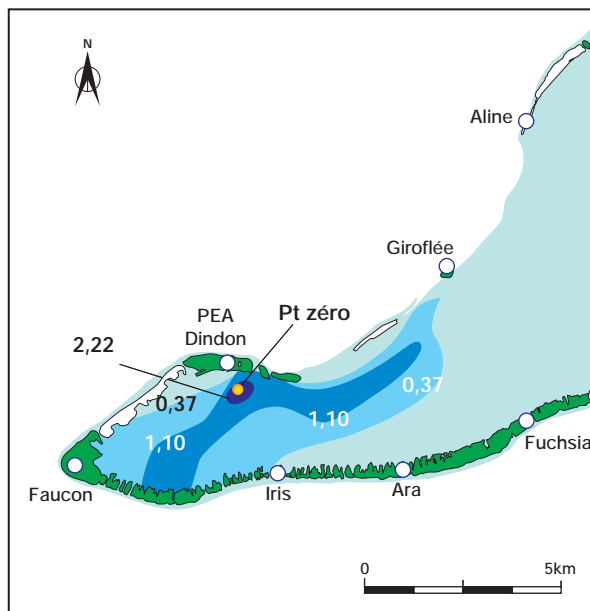 N
Aline
Giroflée
PEA
Dindon
Pt zéro
2,22
0,37
0,37
1,10
1,10
Faucon
Iris
Ara
Fuchsia
0
5km